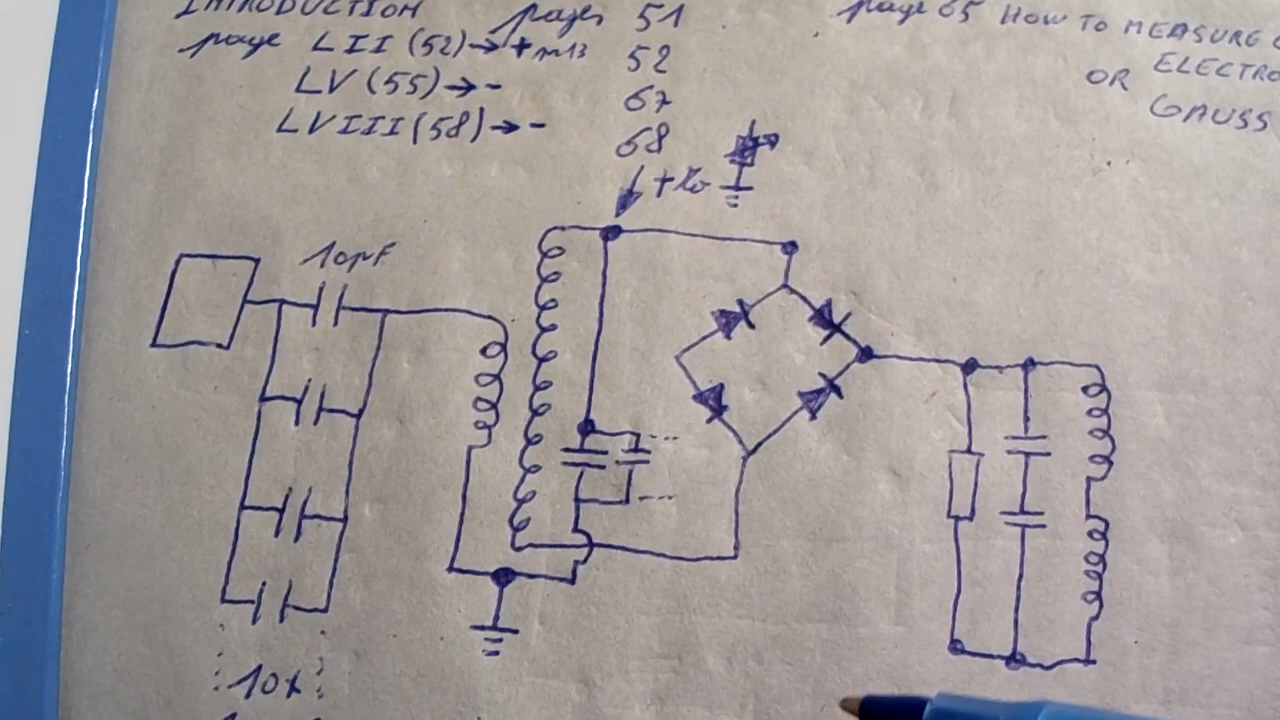 INTRODUCTION pages 51
page LII (52)→ + 52
LV (55)→- 67
LVIII (58)→- 68
page 65 HOW TO MEASURE
OR ELECTRO
GAUSS
10pF
10x